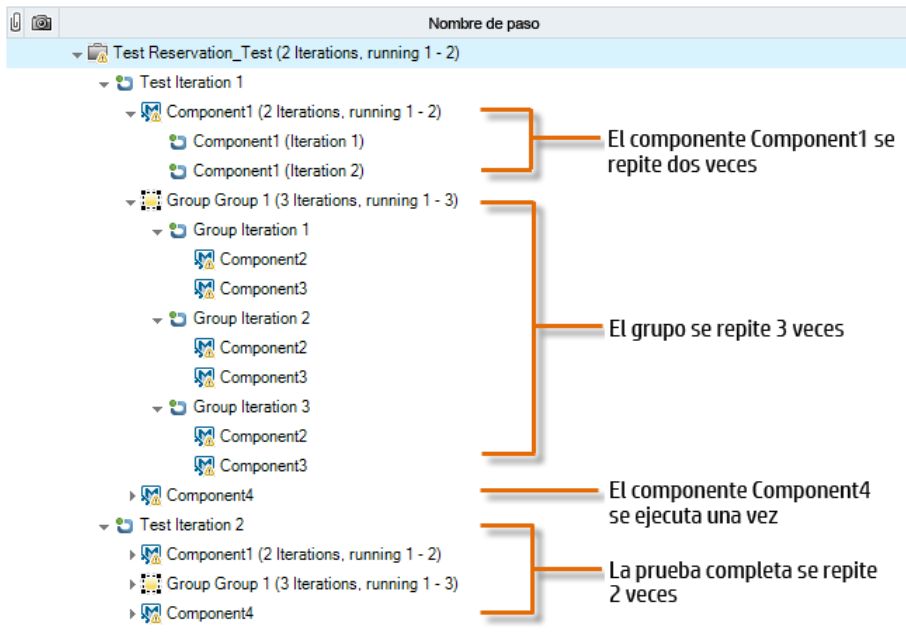 Nombre de paso
Test Reservation_Test (2 Iterations, running 1 - 2)
Test Iteration 1
Component1 (2 Iterations, running 1 - 2)
Component1 (Iteration 1)
Component1 (Iteration 2)
El componente Component1 se
repite dos veces
Group Group 1 (3 Iterations, running 1 - 3)
Group Iteration 1
Component2
Component3
Group Iteration 2
Component2
Component3
Group Iteration 3
Component2
Component3
El grupo se repite 3 veces
Component4
El componente Component4
se ejecuta una vez
Test Iteration 2
Component1 (2 Iterations, running 1 - 2)
Group Group 1 (3 Iterations, running 1 - 3)
Component4
La prueba completa se repite
2 veces